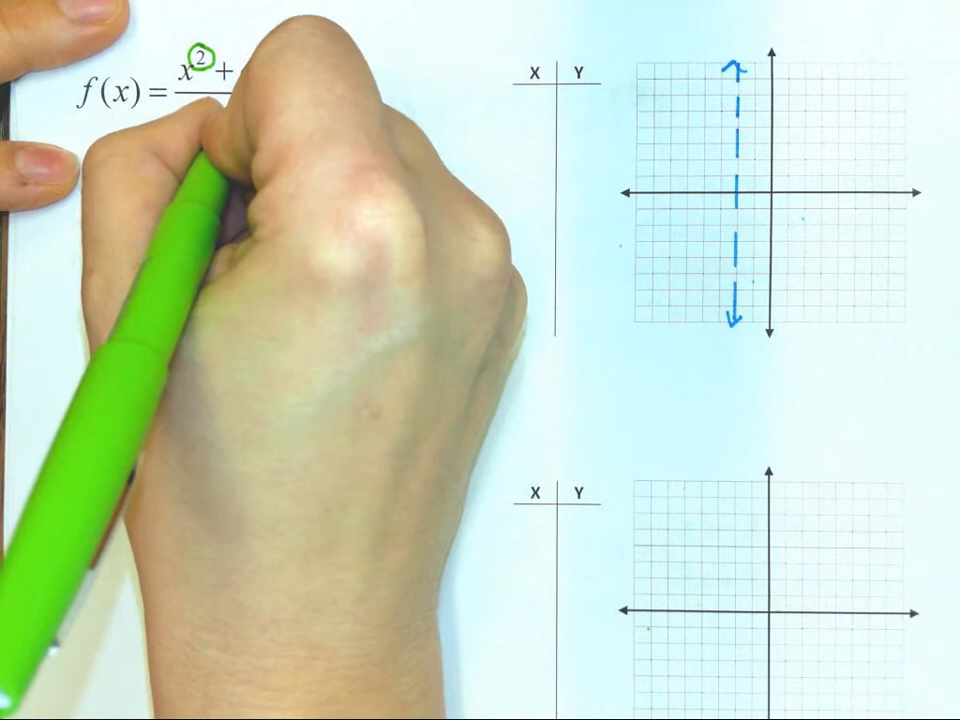 f(x) = x² +
X Y
X Y